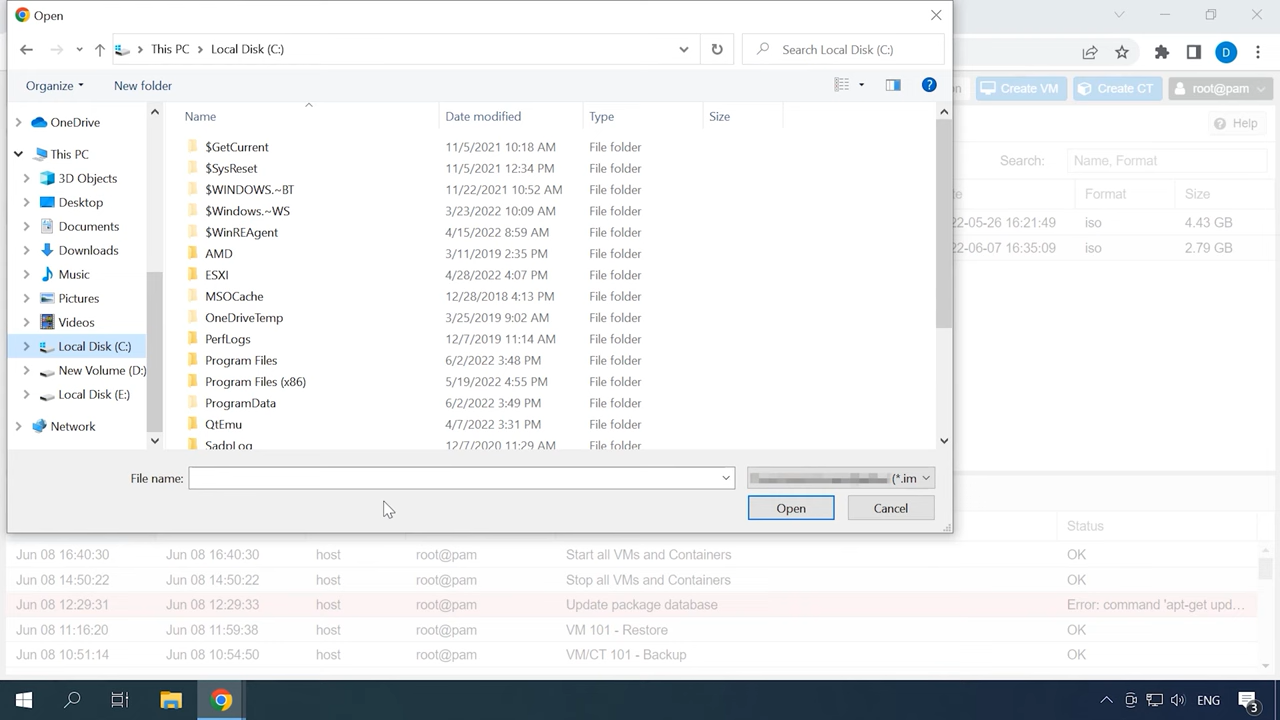 Open
This PC
Local Disk (C:)
Search Local Disk (C:)
Organize
New folder
Create VM
Create CT
root@pam
Help
OneDrive
This PC
3D Objects
Desktop
Documents
Downloads
Music
Pictures
Videos
Local Disk (C:)
New Volume (D:)
Local Disk (E:)
Network
Name Date modified Type Size
$GetCurrent 11/5/2021 10:18 AM File folder
$SysReset 11/5/2021 12:34 PM File folder
$WINDOWS.~BT 11/22/2021 10:52 AM File folder
$Windows.~WS 3/23/2022 10:09 AM File folder
$WinREAgent 4/15/2022 8:59 AM File folder
AMD 3/11/2019 2:35 PM File folder
ESXI 4/28/2022 4:07 PM File folder
MSOCache 12/28/2018 4:13 PM File folder
OneDriveTemp 3/25/2019 9:02 AM File folder
PerfLogs 12/7/2019 11:14 AM File folder
Program Files 6/2/2022 3:48 PM File folder
Program Files (x86) 5/19/2022 4:55 PM File folder
ProgramData 6/2/2022 3:49 PM File folder
QtEmu 4/7/2022 3:31 PM File folder
SadpLog 12/7/2020 11:29 AM File folder
File name:
(*.im
Open
Cancel
D
Search: Name, Format
te Format Size
22-05-26 16:21:49 iso 4.43 GB
22-06-07 16:35:09 iso 2.79 GB
Status
Jun 08 16:40:30 Jun 08 16:40:30 host root@pam Start all VMs and Containers OK
Jun 08 14:50:22 Jun 08 14:50:22 host root@pam Stop all VMs and Containers OK
Jun 08 12:29:31 Jun 08 12:29:33 host root@pam Update package database Error: command 'apt-get upd...
Jun 08 11:16:20 Jun 08 11:59:38 host root@pam VM 101 - Restore OK
Jun 08 10:51:14 Jun 08 10:54:50 host root@pam VM/CT 101 - Backup OK
ENG
3